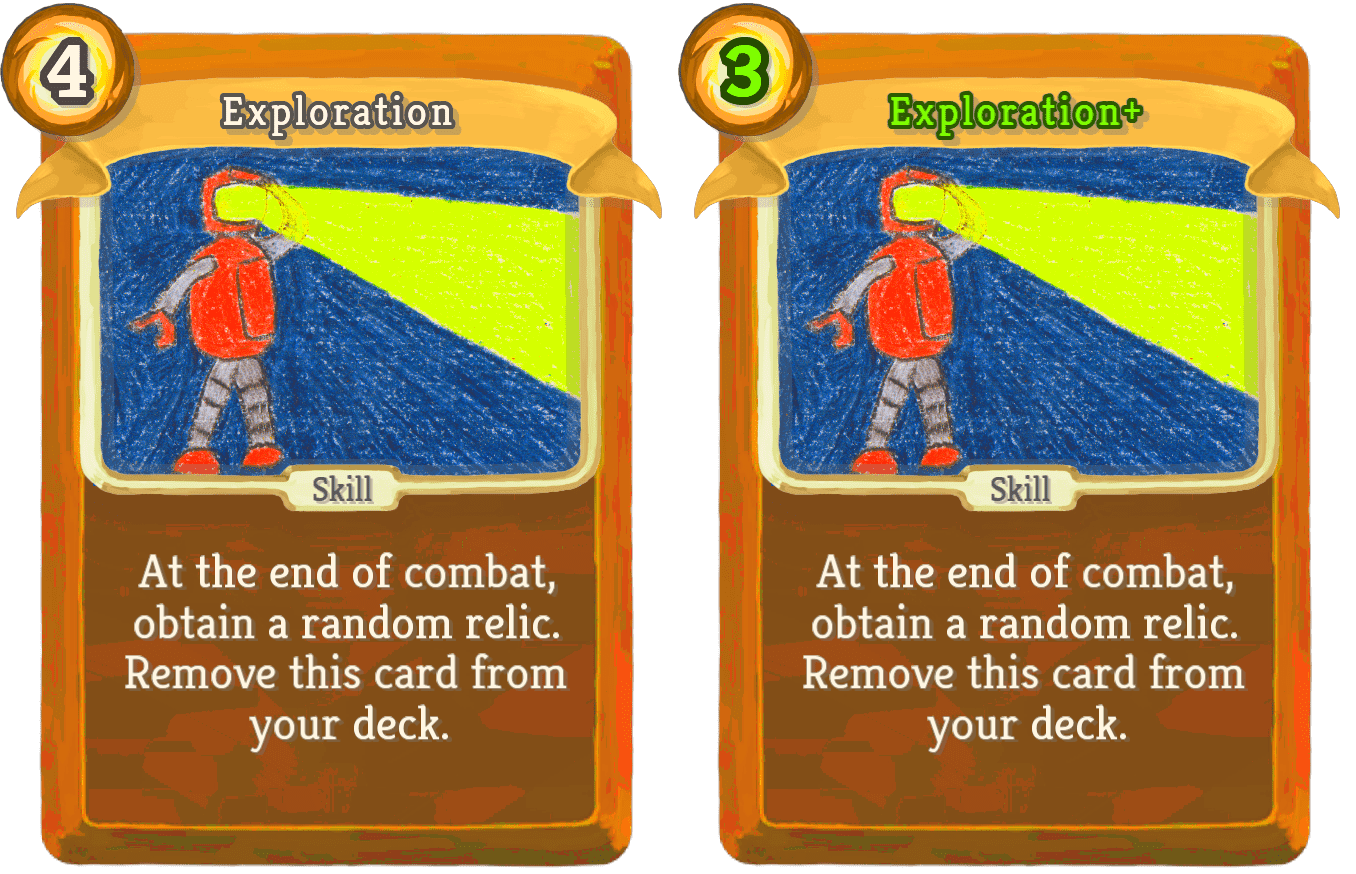 4
Exploration
Skill
At the end of combat,
obtain a random relic.
Remove this card from
your deck.
3
Exploration+
Skill
At the end of combat,
obtain a random relic.
Remove this card from
your deck.